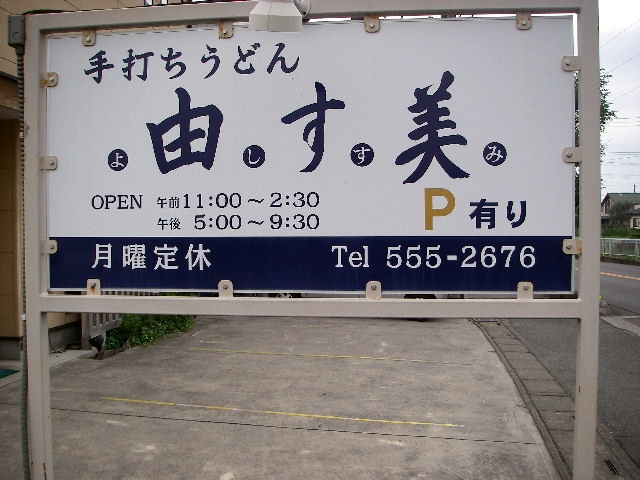 手打ちうどん
よ由しすす美み
OPEN 午前11:00～2:30
午後 5:00～9:30
P有り
月曜定休 Tel 555-2676